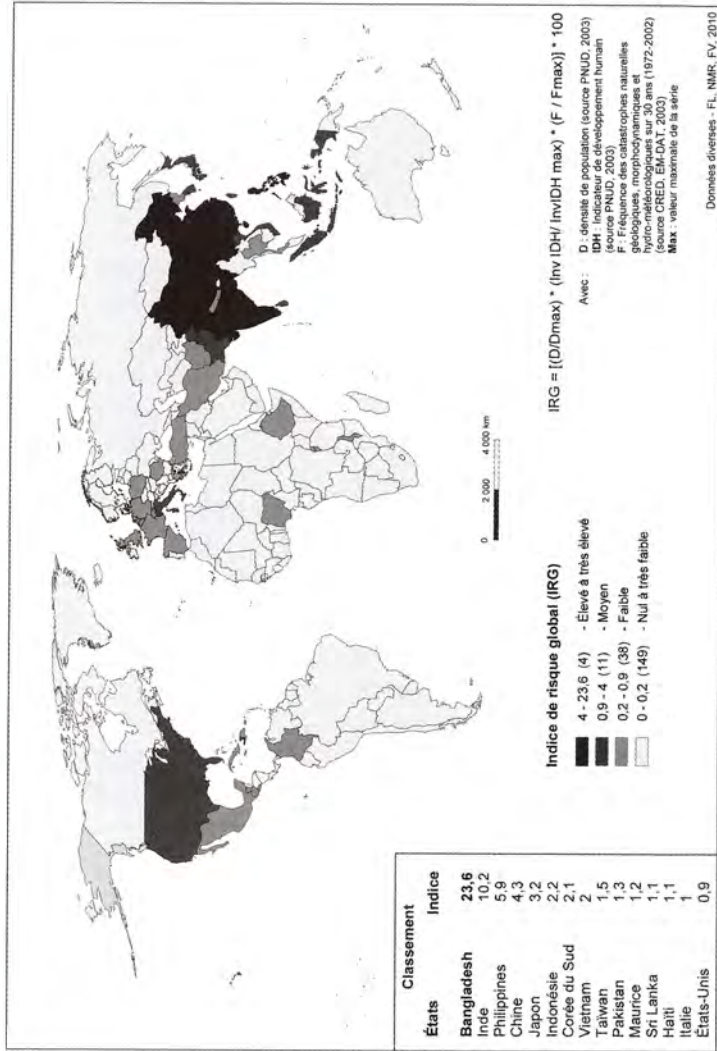 Classement
États Indice
Bangladesh 23,6
Inde 10,2
Philippines 5,9
Chine 4,3
Japon 3,2
Indonésie 2,2
Corée du Sud 2,1
Vietnam 2
Taïwan 1,5
Pakistan 1,3
Maurice 1,2
Sri Lanka 1,1
Haïti 1,1
Italie 1
États-Unis 0,9
Indice de risque global (IRG)
4 - 23,6 (4) - Élevé à très élevé
0,9 - 4 (11) - Moyen
0,2 - 0,9 (38) - Faible
0 - 0,2 (149) - Nul à très faible
0 2 000 4 000 km
IRG = [(D/Dmax) * (Inv IDH/ InvIDH max) * (F / Fmax)] * 100
Avec : D : densité de population (source PNUD, 2003)
IDH : Indicateur de développement humain
(source PNUD, 2003)
F : Fréquence des catastrophes naturelles
géologiques, morphodynamiques et
hydro-météorologiques sur 30 ans (1972-2002)
(source CRED, EM-DAT, 2003)
Max : valeur maximale de la série
Données diverses - FL, NMR, FV, 2010